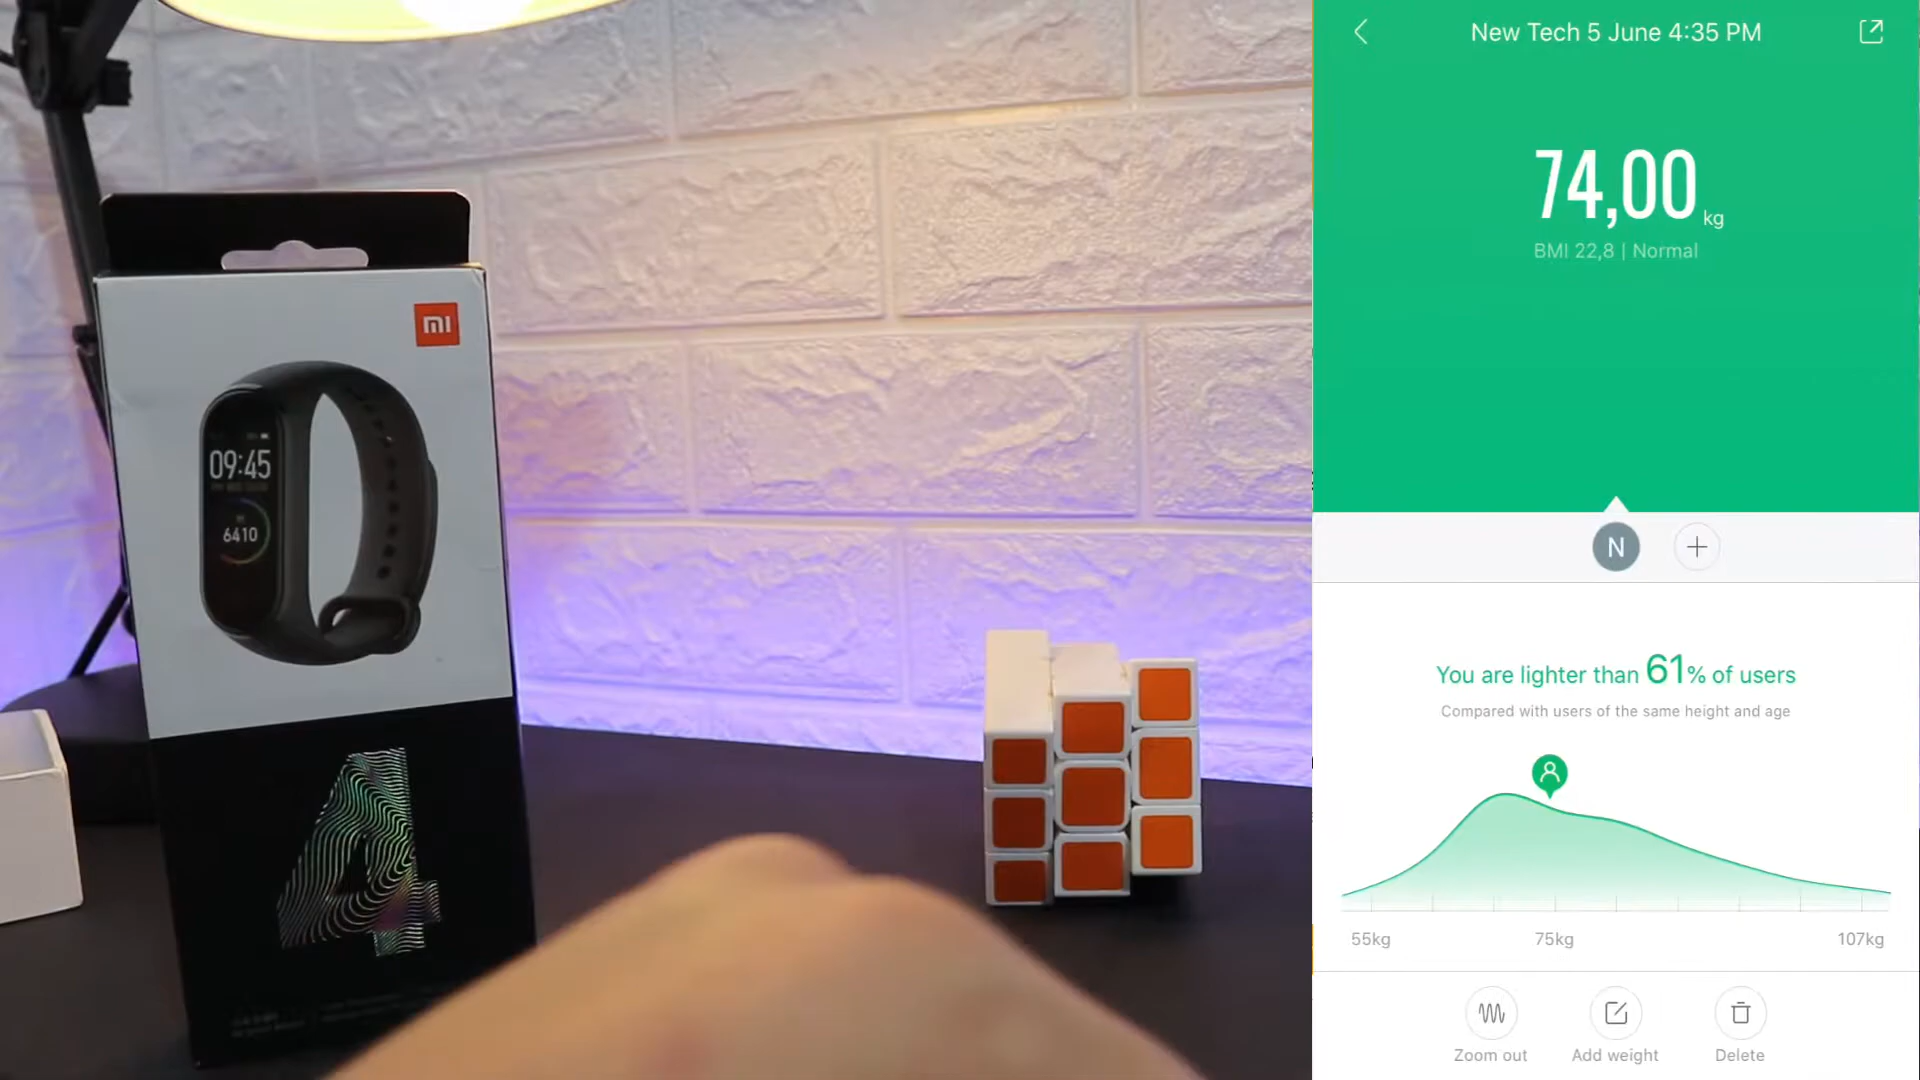 mi
09:45
6410
4
New Tech 5 June 4:35 PM
74,00 kg
BMI 22,8 | Normal
N
You are lighter than 61% of users
Compared with users of the same height and age
55kg 75kg 107kg
Zoom out Add weight Delete